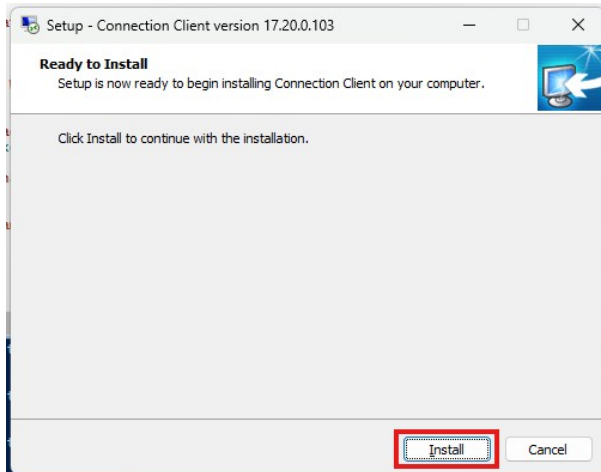 Setup - Connection Client version 17.20.0.103
Ready to Install
Setup is now ready to begin installing Connection Client on your computer.
Click Install to continue with the installation.
Install
Cancel